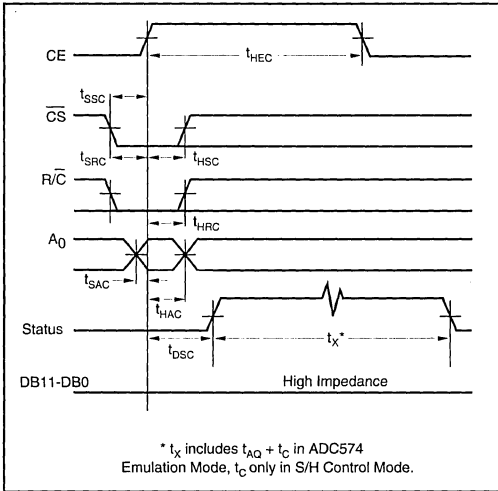 CE
tHEC
tSSC
CS
tSRC
tHSC
R/C
tHRC
A0
tSAC
tHAC
Status
tDSC
tX*
DB11-DB0
High Impedance
* tX includes tAQ + tC in ADC574
Emulation Mode, tC only in S/H Control Mode.